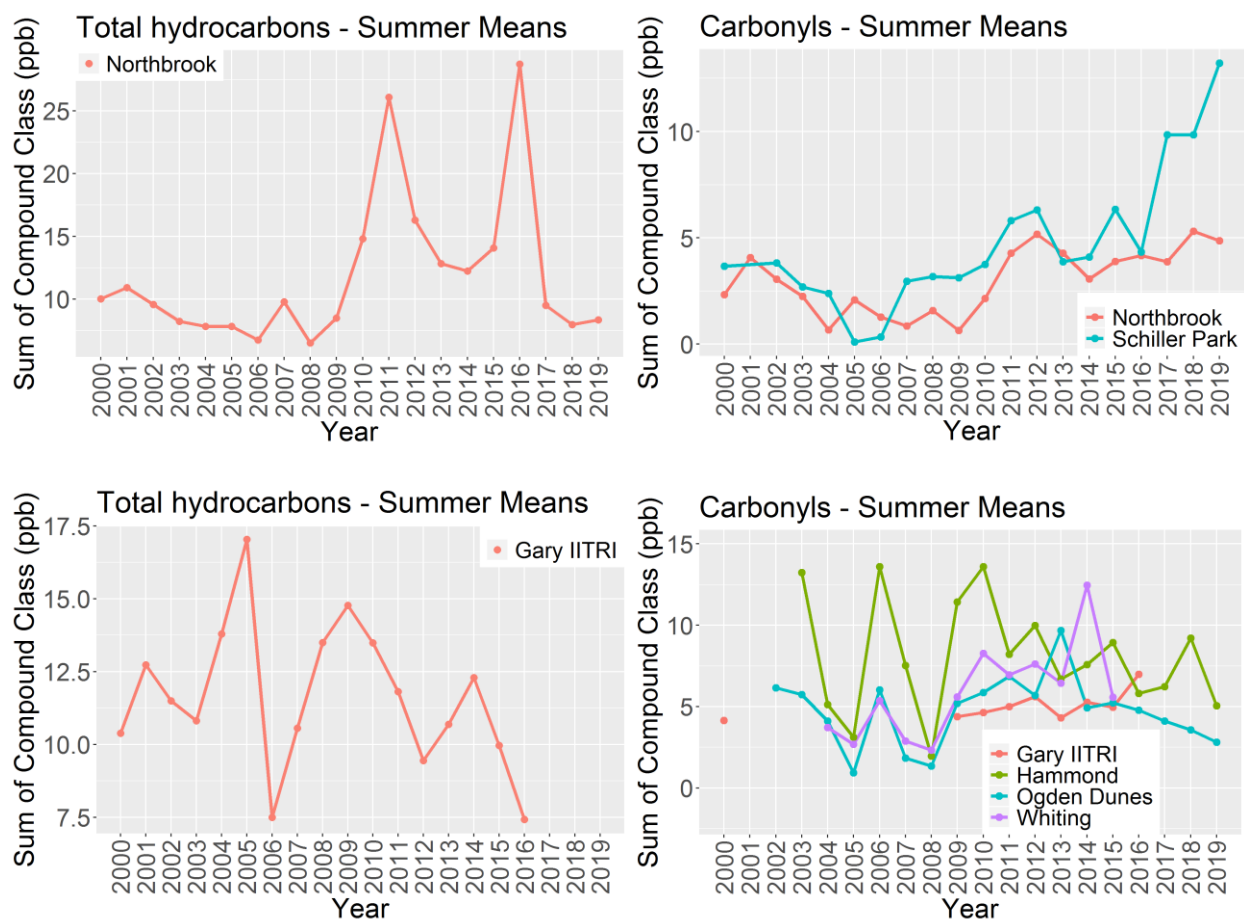 Total hydrocarbons - Summer Means
Sum of Compound Class (ppb)
Northbrook
25
20
15
10
2000 2001 2002 2003 2004 2005 2006 2007 2008 2009 2010 2011 2012 2013 2014 2015 2016 2017 2018 2019
Year
Carbonyls - Summer Means
Sum of Compound Class (ppb)
10
5
0
Northbrook
Schiller Park
2000 2001 2002 2003 2004 2005 2006 2007 2008 2009 2010 2011 2012 2013 2014 2015 2016 2017 2018 2019
Year
Total hydrocarbons - Summer Means
Sum of Compound Class (ppb)
17.5
15.0
12.5
10.0
7.5
Gary IITRI
2000 2001 2002 2003 2004 2005 2006 2007 2008 2009 2010 2011 2012 2013 2014 2015 2016 2017 2018 2019
Year
Carbonyls - Summer Means
Sum of Compound Class (ppb)
15
10
5
0
Gary IITRI
Hammond
Ogden Dunes
Whiting
2000 2001 2002 2003 2004 2005 2006 2007 2008 2009 2010 2011 2012 2013 2014 2015 2016 2017 2018 2019
Year